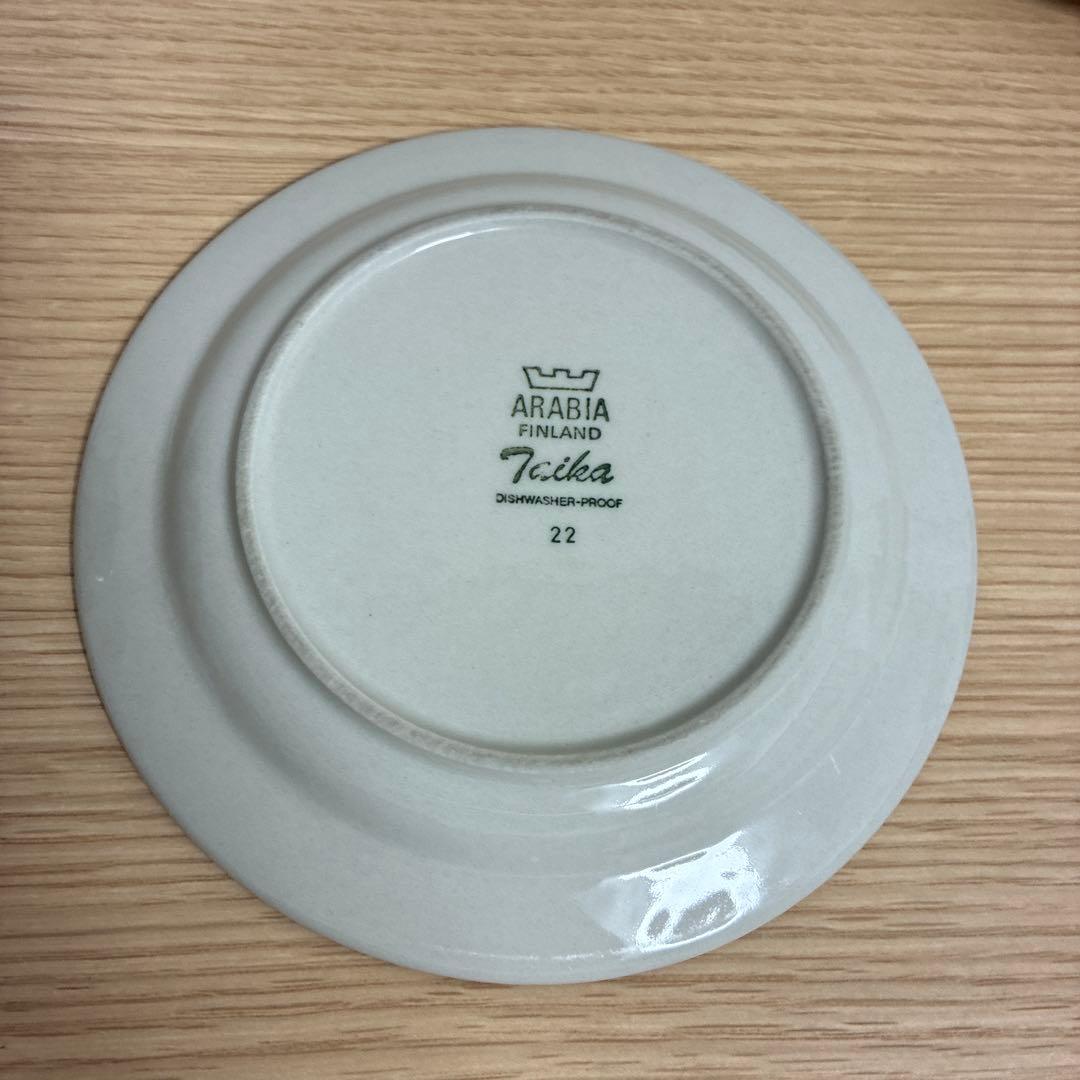 ARABIA
FINLAND
Taika
DISHWASHER-PROOF
22